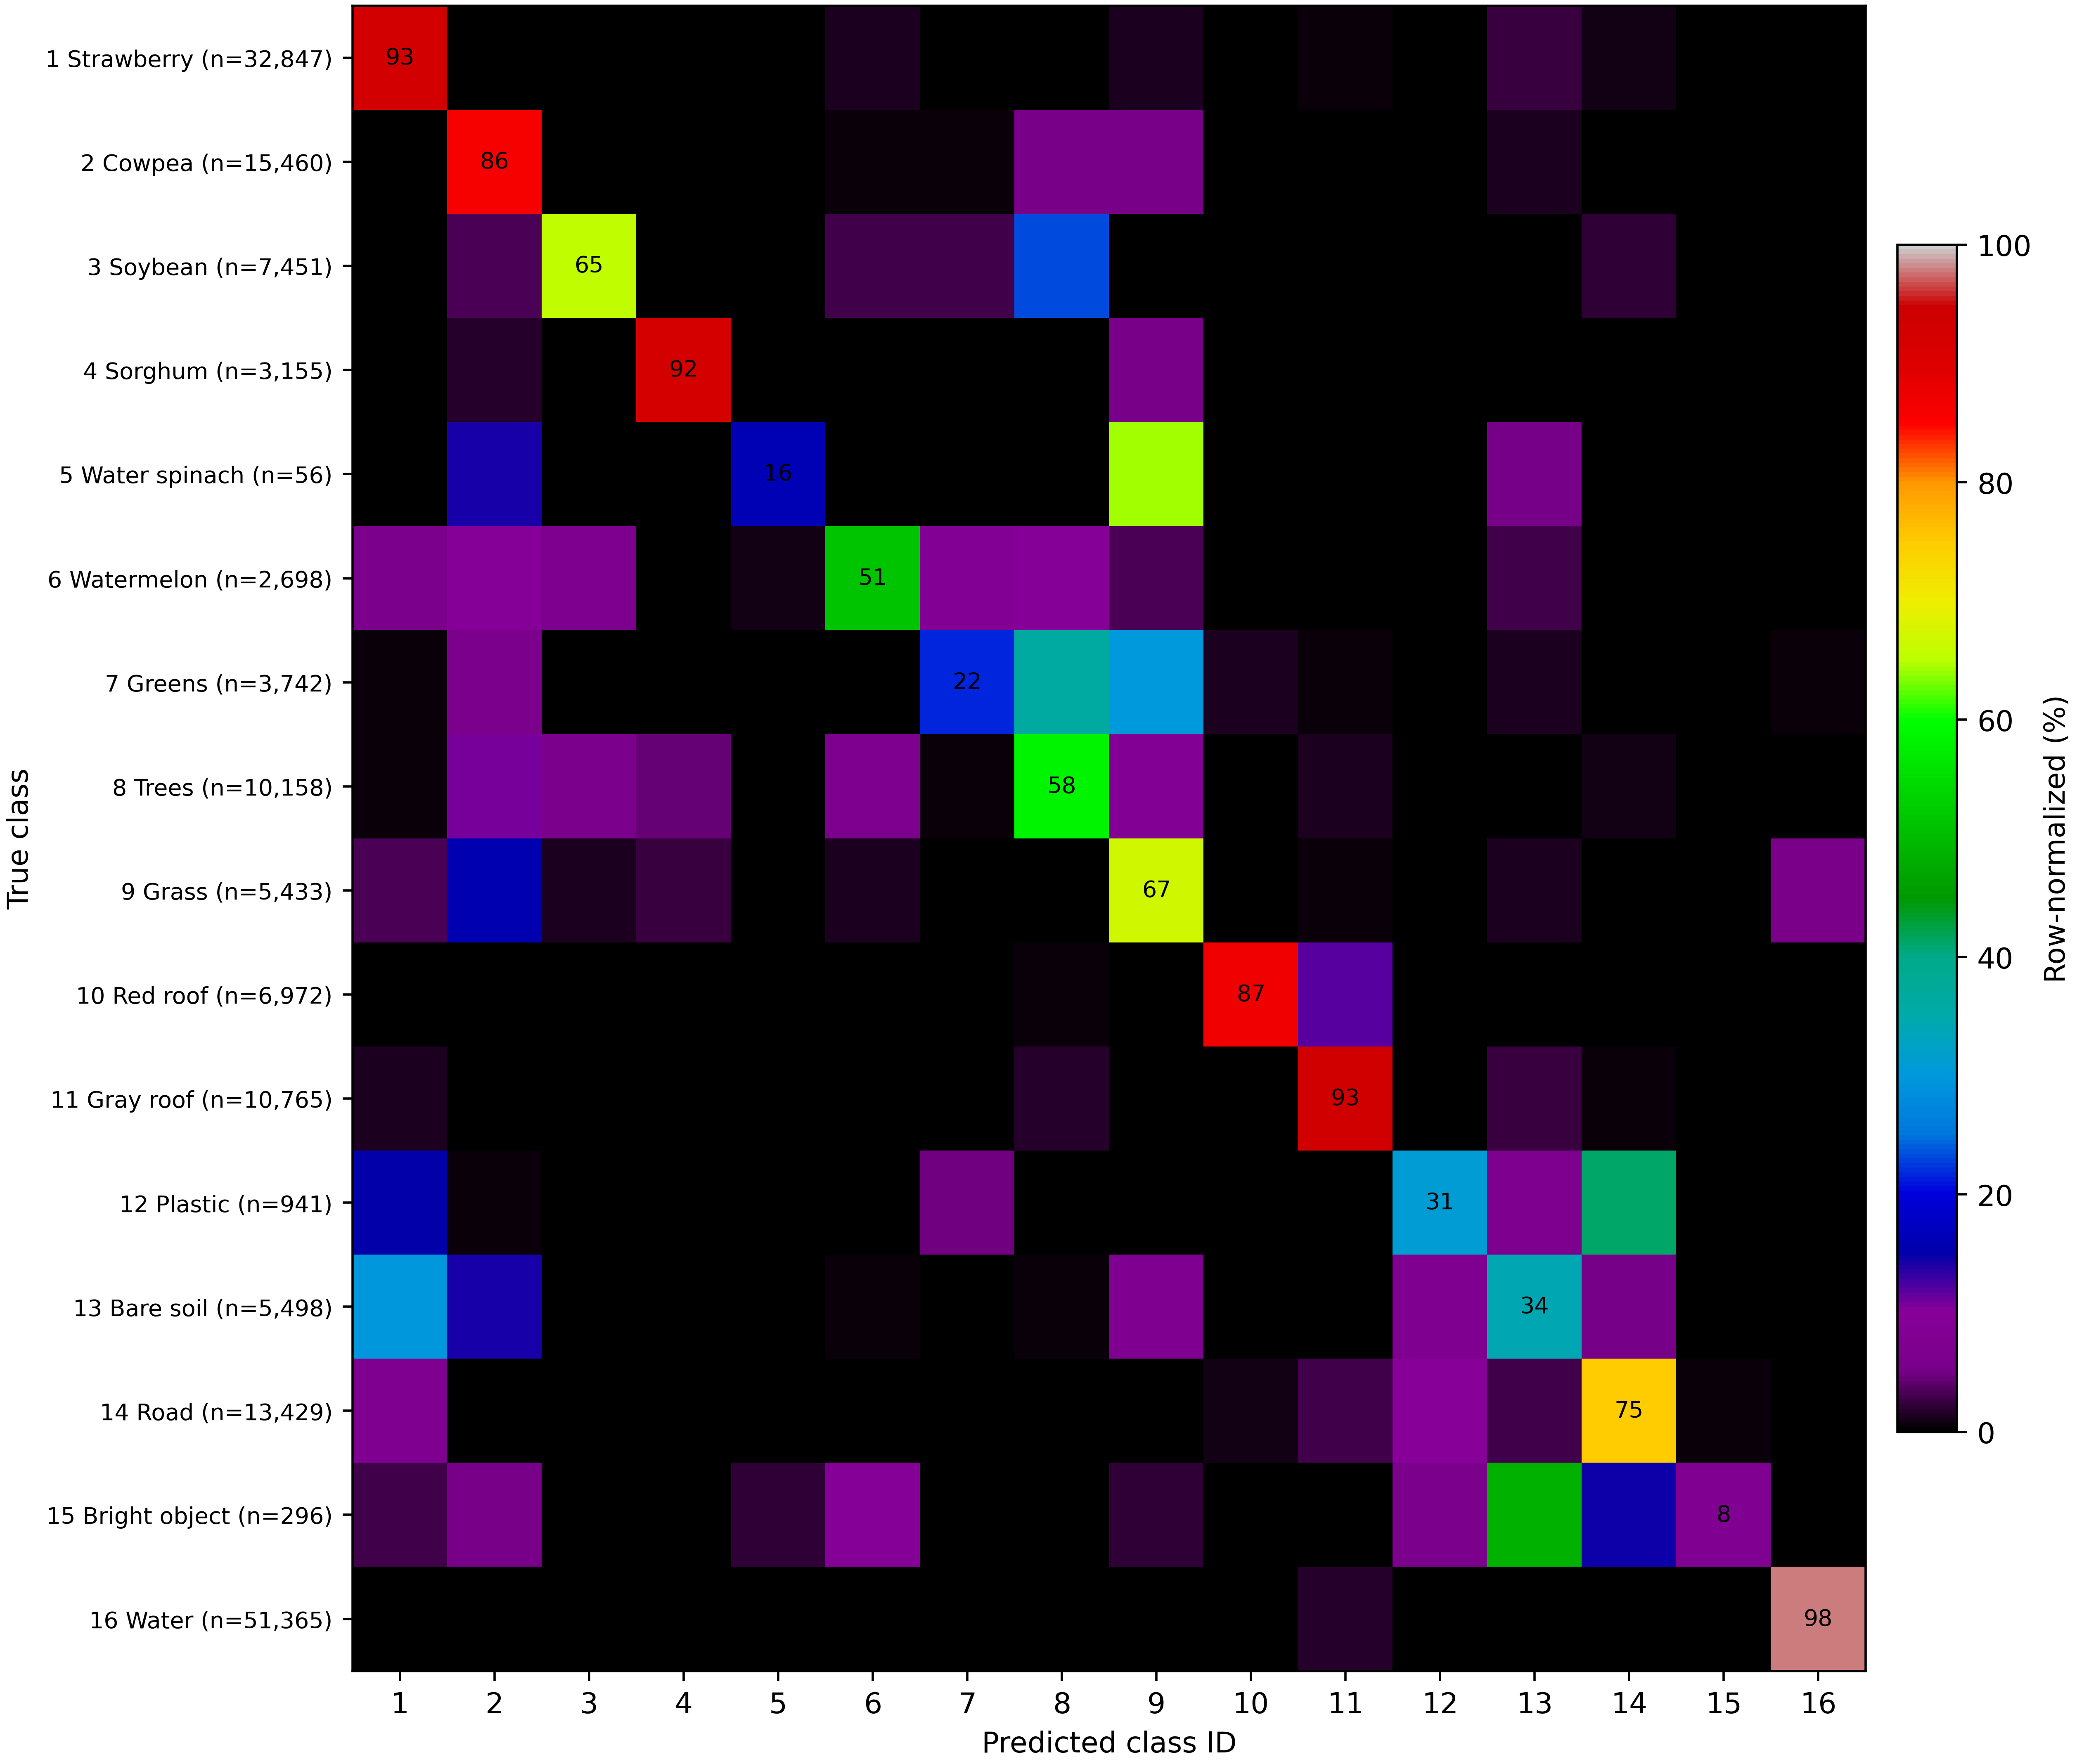 1 Strawberry (n=32,847)
93
2 Cowpea (n=15,460)
86
3 Soybean (n=7,451)
65
4 Sorghum (n=3,155)
92
5 Water spinach (n=56)
16
6 Watermelon (n=2,698)
51
7 Greens (n=3,742)
22
8 Trees (n=10,158)
58
9 Grass (n=5,433)
67
10 Red roof (n=6,972)
87
11 Gray roof (n=10,765)
93
12 Plastic (n=941)
31
13 Bare soil (n=5,498)
34
14 Road (n=13,429)
75
15 Bright object (n=296)
8
16 Water (n=51,365)
98
True class
1 2 3 4 5 6 7 8 9 10 11 12 13 14 15 16
Predicted class ID
100
80
60
40
20
0
Row-normalized (%)